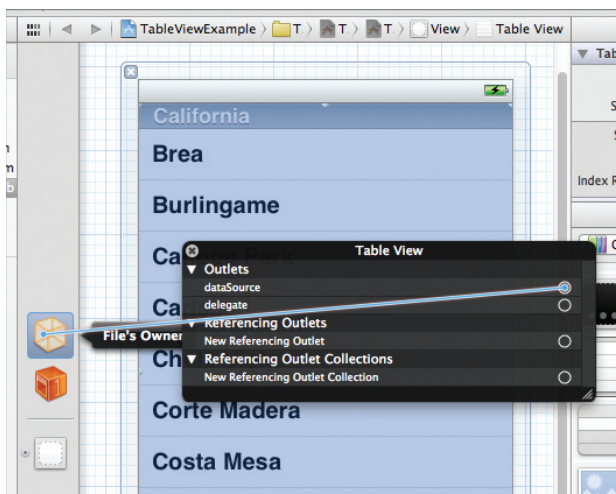 TableViewExample T. T. T. View Table View
Tab
California
Brea
Burlingame
Index R
Table View
Outlets
dataSource
delegate
Referencing Outlets
File's Owner
New Referencing Outlet
Referencing Outlet Collections
New Referencing Outlet Collection
Corte Madera
Costa Mesa